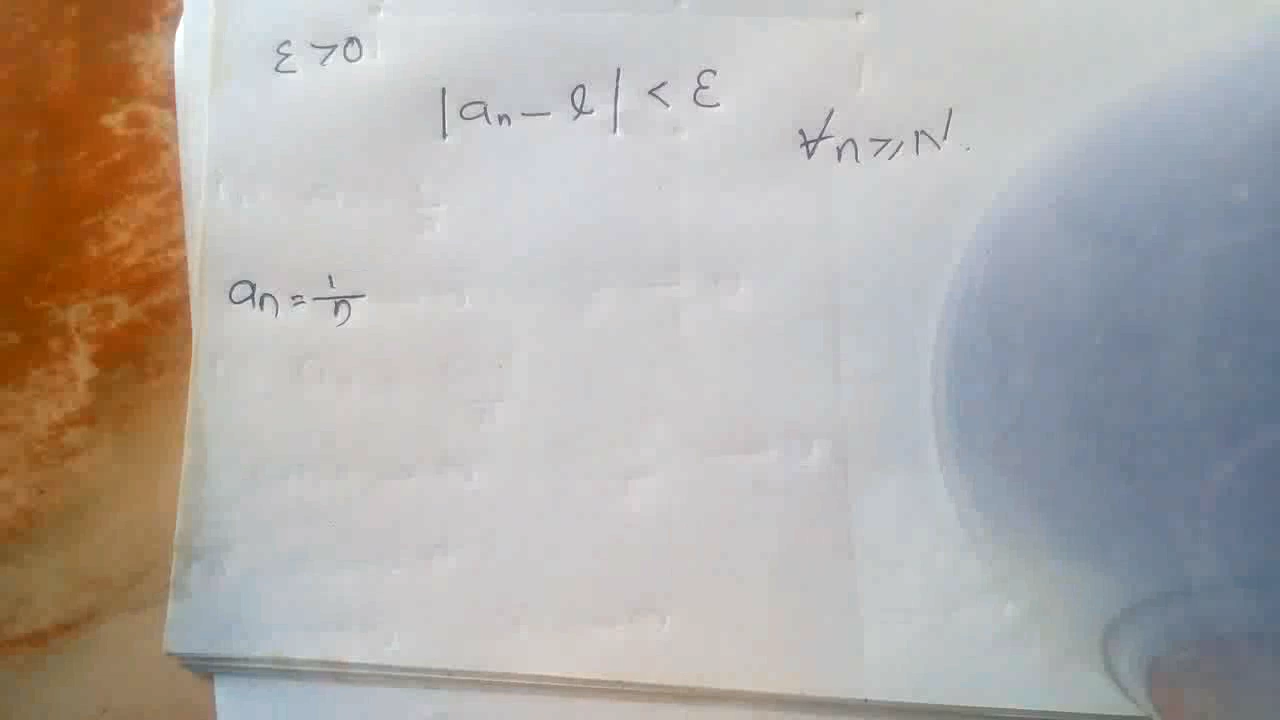 ε > 0
|aₙ - l| < ε
∀n ≥ N.
aₙ = 1/n